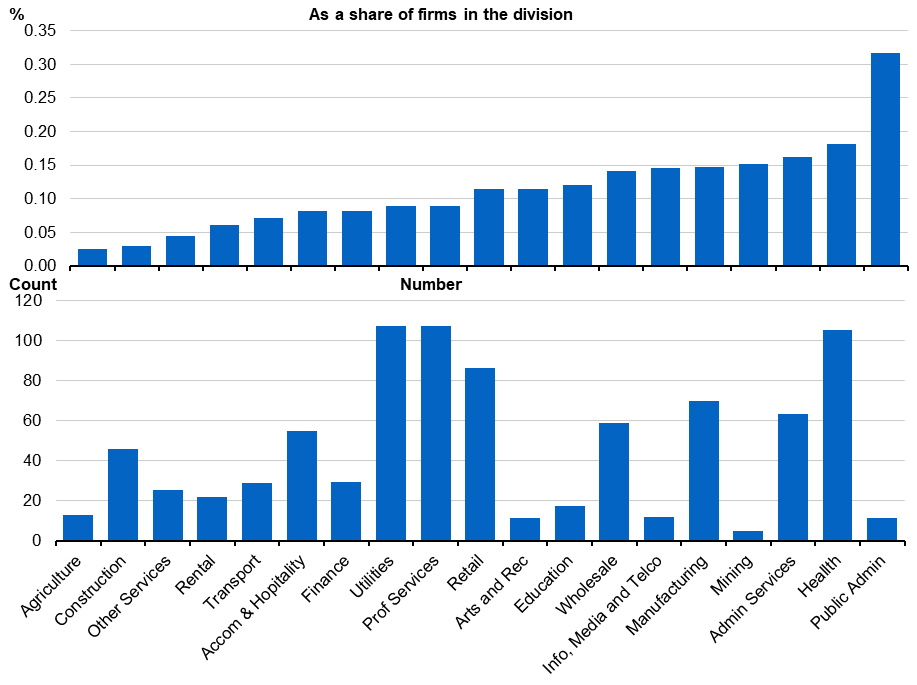 % As a share of firms in the division
0.35
0.30
0.25
0.20
0.15
0.10
0.05
0.00
Count Number
120
100
80
60
40
20
0
Agriculture
Construction
Other Services
Rental
Transport
Accom & Hopitality
Finance
Utilities
Prof Services
Retail
Arts and Rec
Education
Wholesale
Info, Media and Telco
Manufacturing
Mining
Admin Services
Health
Public Admin